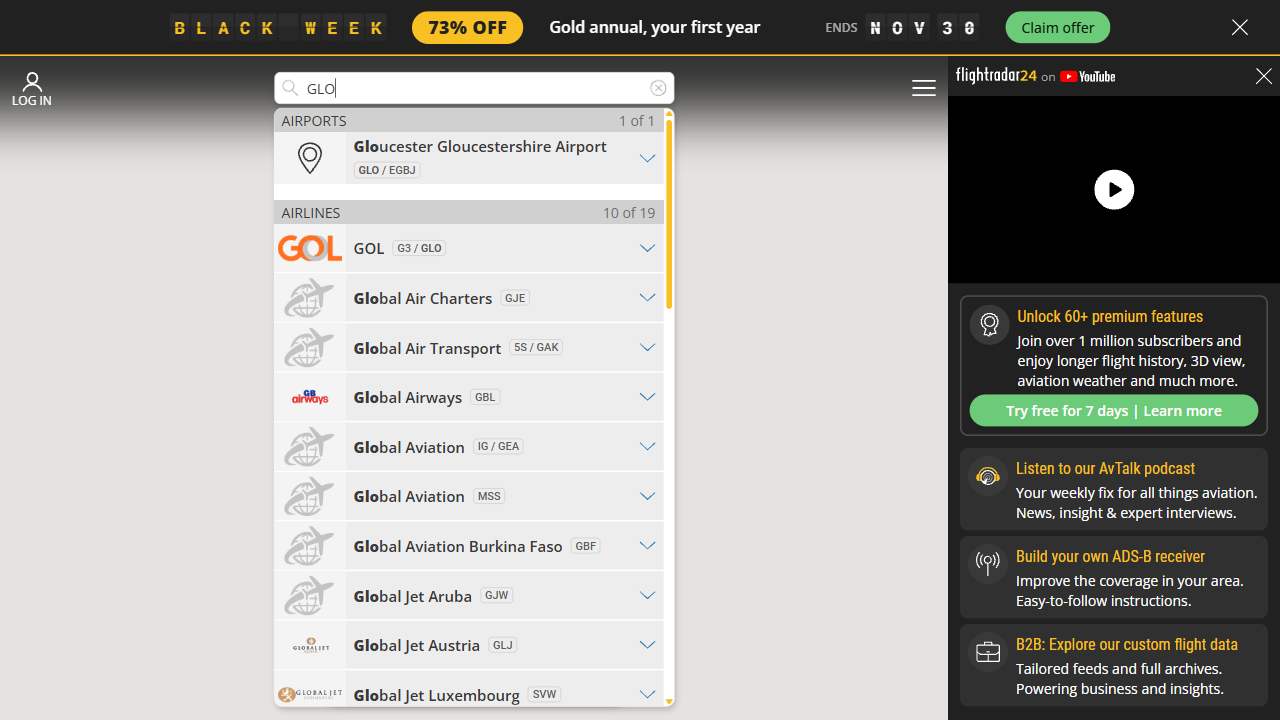 BLACK WEEK
73% OFF
Gold annual, your first year
ENDS NOV 30
Claim offer
LOG IN
GLO
AIRPORTS 1 of 1
Gloucester Gloucestershire Airport
GLO / EGBJ
AIRLINES 10 of 19
GOL
GOL G3 / GLO
Global Air Charters GJE
Global Air Transport 5S / GAK
GB airways
Global Airways GBL
Global Aviation IG / GEA
Global Aviation MSS
Global Aviation Burkina Faso GBF
Global Jet Aruba GJW
GLOBALJET
Global Jet Austria GLJ
GLOBALJET
Global Jet Luxembourg SVW
flightradar24 on YouTube
Unlock 60+ premium features
Join over 1 million subscribers and
enjoy longer flight history, 3D view,
aviation weather and much more.
Try free for 7 days | Learn more
Listen to our AvTalk podcast
Your weekly fix for all things aviation.
News, insight & expert interviews.
Build your own ADS-B receiver
Improve the coverage in your area.
Easy-to-follow instructions.
B2B: Explore our custom flight data
Tailored feeds and full archives.
Powering business and insights.